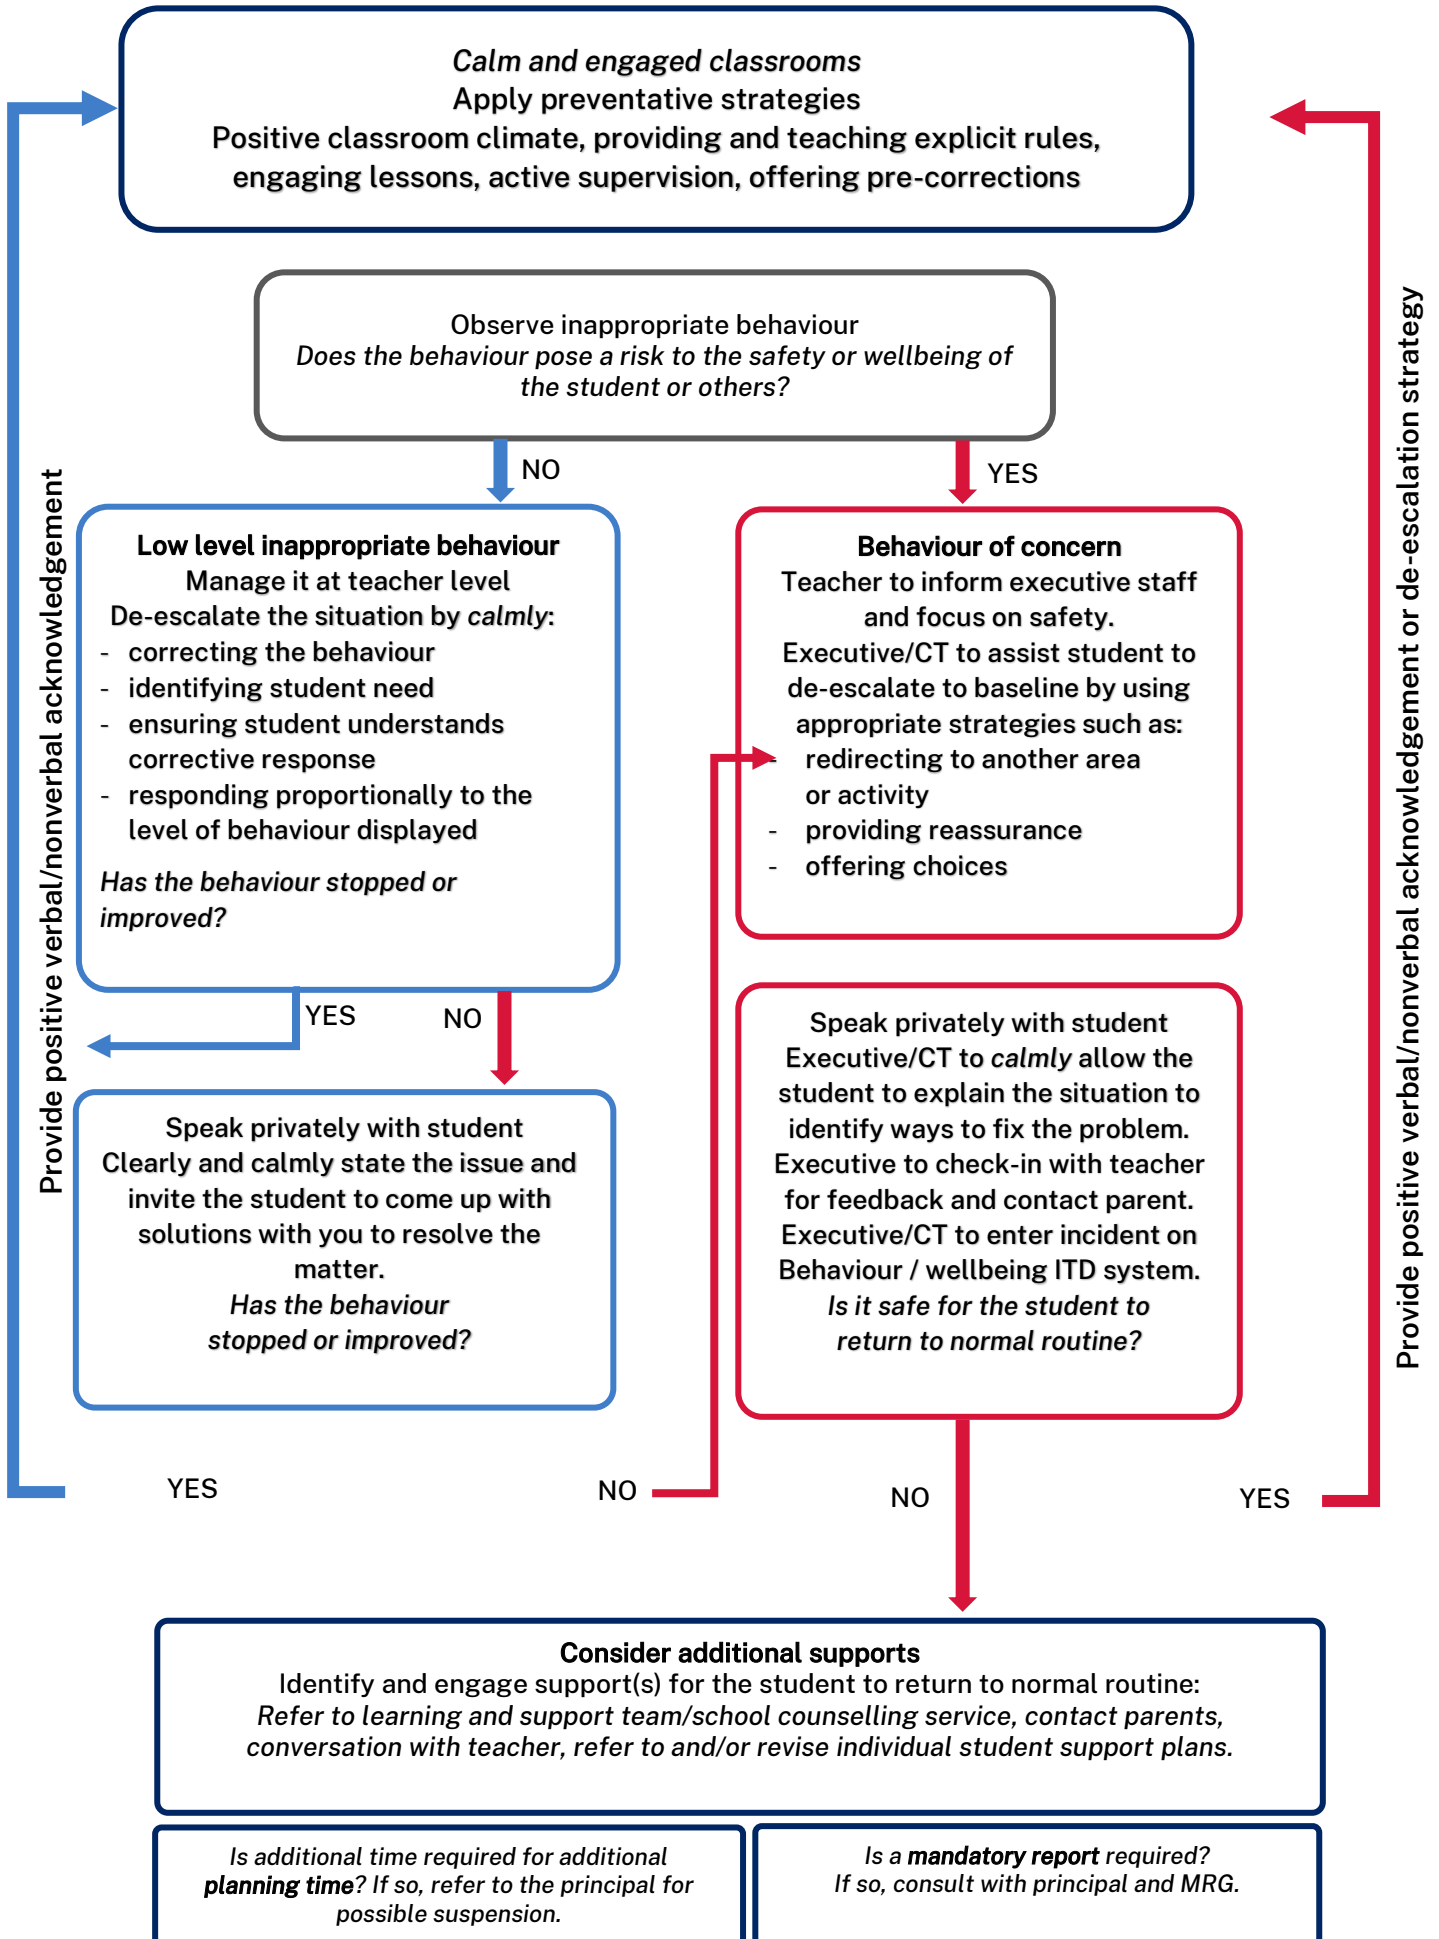 Calm and engaged classrooms
Apply preventative strategies
Positive classroom climate, providing and teaching explicit rules,
engaging lessons, active supervision, offering pre-corrections
Observe inappropriate behaviour
Does the behaviour pose a risk to the safety or wellbeing of
the student or others?
NO
YES
Low level inappropriate behaviour
Manage it at teacher level
De-escalate the situation by calmly:
- correcting the behaviour
- identifying student need
- ensuring student understands
corrective response
- responding proportionally to the
level of behaviour displayed
Has the behaviour stopped or
improved?
YES
NO
Speak privately with student
Clearly and calmly state the issue and
invite the student to come up with
solutions with you to resolve the
matter.
Has the behaviour
stopped or improved?
YES
NO
Provide positive verbal/nonverbal acknowledgement
Behaviour of concern
Teacher to inform executive staff
and focus on safety.
Executive/CT to assist student to
de-escalate to baseline by using
appropriate strategies such as:
- redirecting to another area
or activity
- providing reassurance
- offering choices
Speak privately with student
Executive/CT to calmly allow the
student to explain the situation to
identify ways to fix the problem.
Executive to check-in with teacher
for feedback and contact parent.
Executive/CT to enter incident on
Behaviour / wellbeing ITD system.
Is it safe for the student to
return to normal routine?
NO
YES
Provide positive verbal/nonverbal acknowledgement or de-escalation strategy
Consider additional supports
Identify and engage support(s) for the student to return to normal routine:
Refer to learning and support team/school counselling service, contact parents,
conversation with teacher, refer to and/or revise individual student support plans.
Is additional time required for additional
planning time? If so, refer to the principal for
possible suspension.
Is a mandatory report required?
If so, consult with principal and MRG.